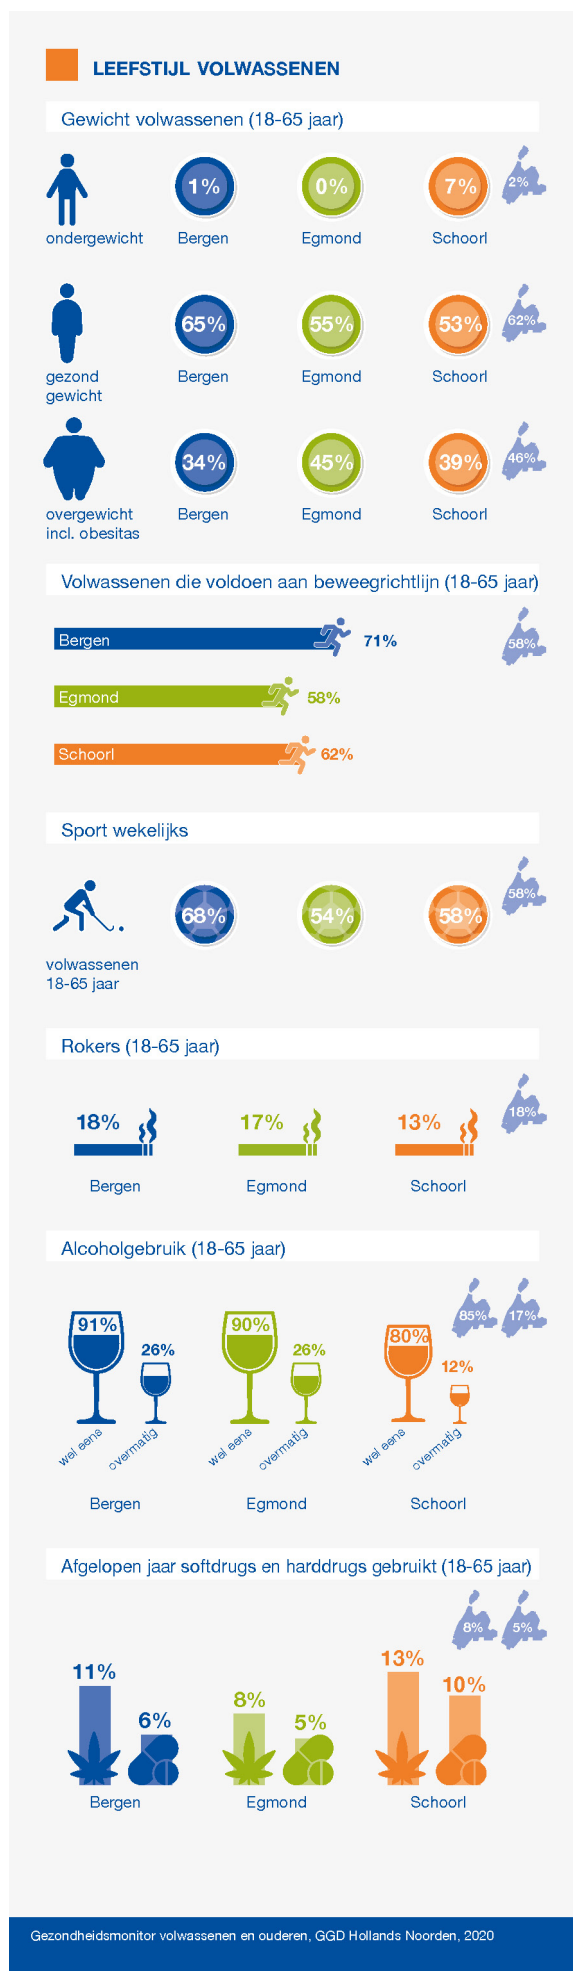 LEEFSTIJL VOLWASSENEN
Gewicht volwassenen (18-65 jaar)
1% 0% 7% 2%
ondergewicht Bergen Egmond Schoorl
65% 55% 53% 62%
gezond Bergen Egmond Schoorl
gewicht
34% 45% 39% 46%
overgewicht Bergen Egmond Schoorl
incl. obesitas
Volwassenen die voldoen aan beweegrichtlijn (18-65 jaar)
Bergen 71% 58%
Egmond 58%
Schoorl 62%
Sport wekelijks
68% 54% 58% 58%
volwassenen
18-65 jaar
Rokers (18-65 jaar)
18% 17% 13% 18%
Bergen Egmond Schoorl
Alcoholgebruik (18-65 jaar)
85% 17%
91% 90% 80%
26% 26% 12%
wel eens overmatig wel eens overmatig wel eens overmatig
Bergen Egmond Schoorl
Afgelopen jaar softdrugs en harddrugs gebruikt (18-65 jaar)
8% 5%
11% 6% 8% 5% 13% 10%
Bergen Egmond Schoorl
Gezondheidsmonitor volwassenen en ouderen, GGD Hollands Noorden, 2020